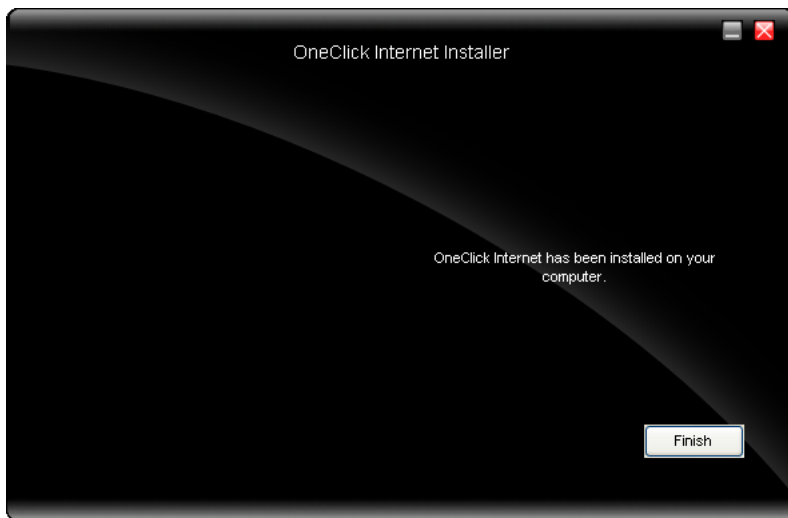 OneClick Internet Installer
OneClick Internet has been installed on your
computer.
Finish